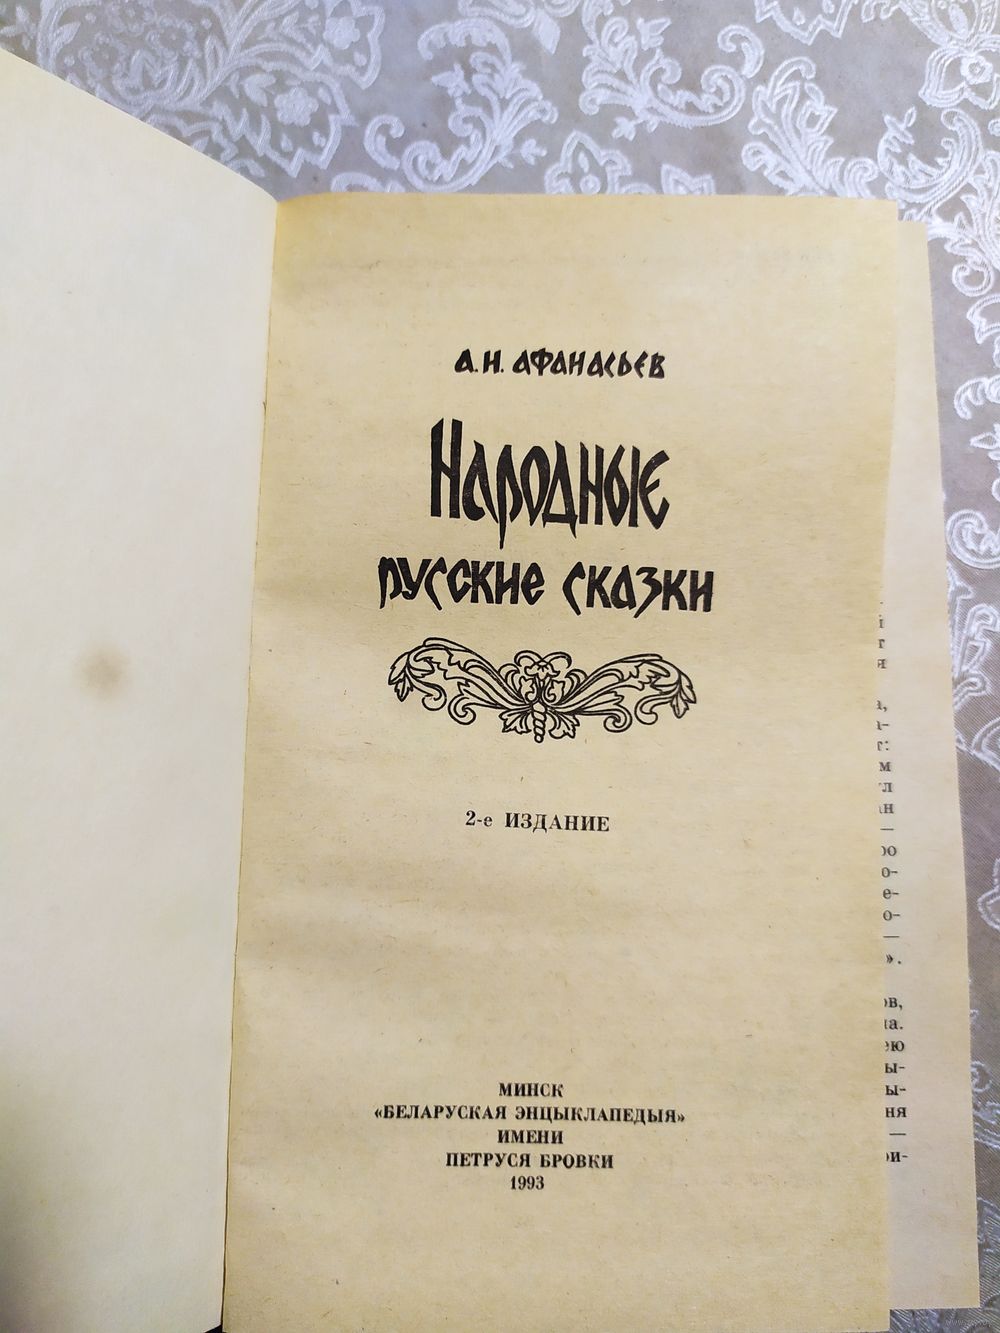 А.Н. АФАНАСЬЕВ
НАРОДНЫЕ
РУССКИЕ СКАЗКИ
2-е ИЗДАНИЕ
МИНСК
«БЕЛАРУСКАЯ ЭНЦЫКЛАПЕДЫЯ»
ИМЕНИ
ПЕТРУСЯ БРОВКИ
1993